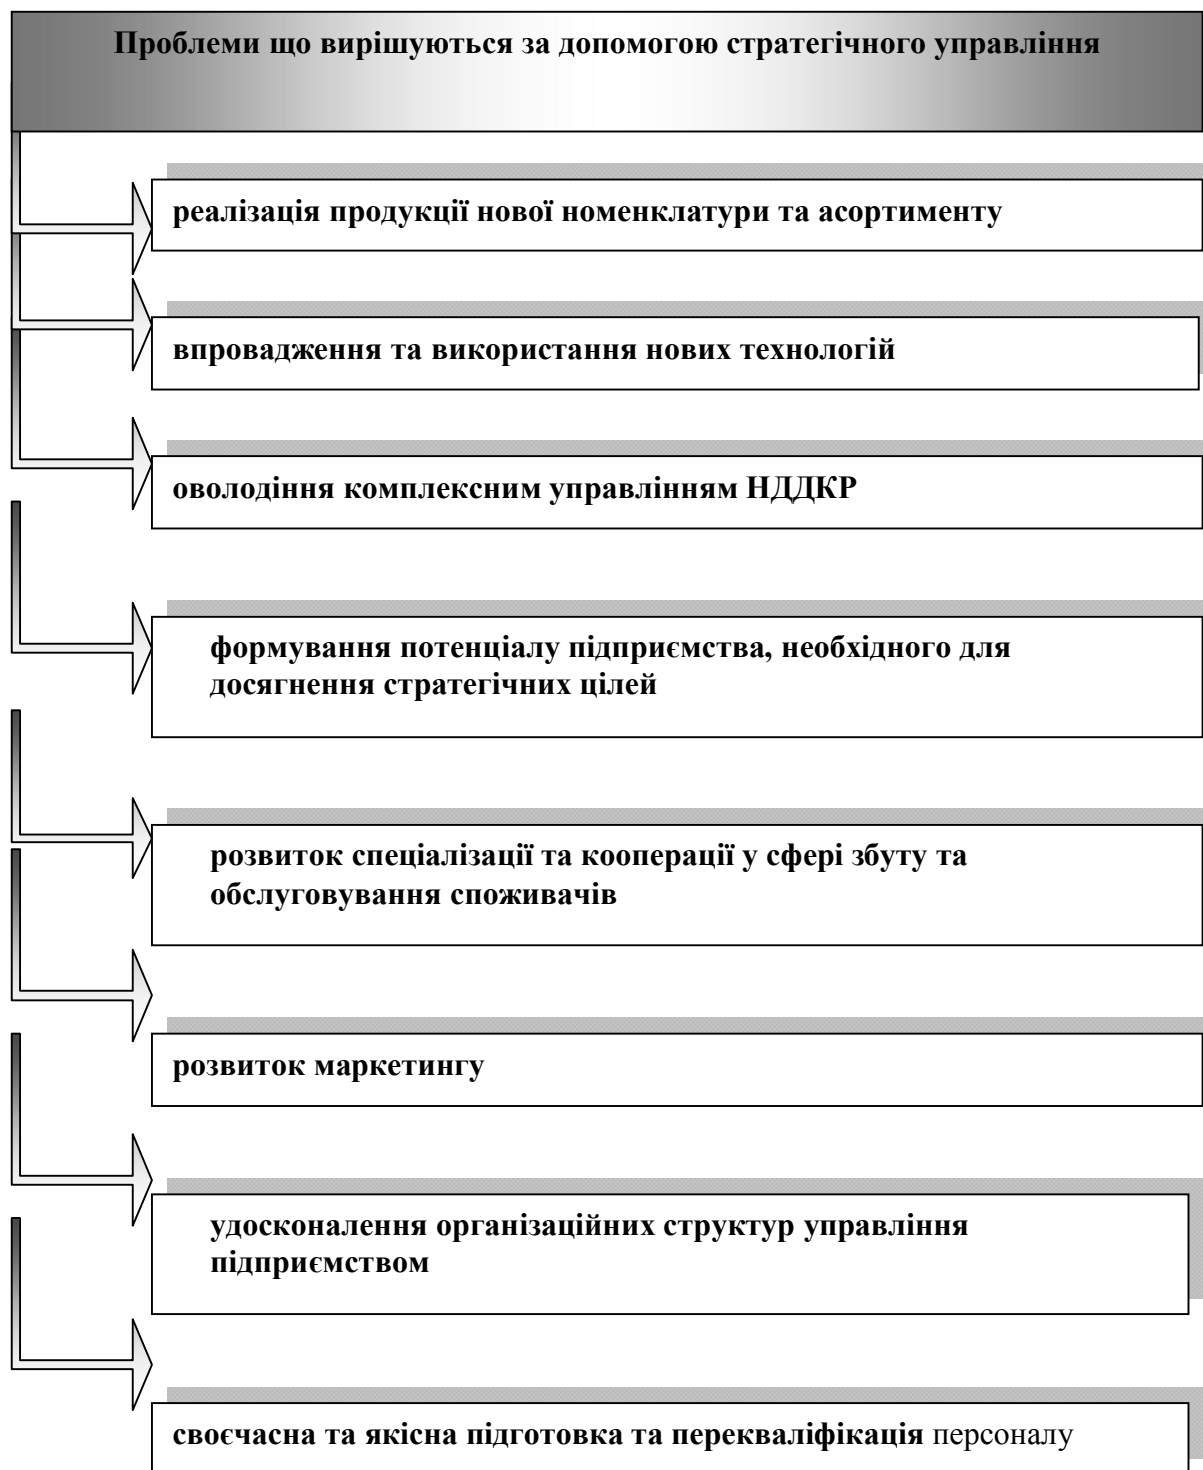 Проблеми що вирішуються за допомогою стратегічного управління
реалізація продукції нової номенклатури та асортименту
впровадження та використання нових технологій
оволодіння комплексним управлінням НДДКР
формування потенціалу підприємства, необхідного для
досягнення стратегічних цілей
розвиток спеціалізації та кооперації у сфері збуту та
обслуговування споживачів
розвиток маркетингу
удосконалення організаційних структур управління
підприємством
своєчасна та якісна підготовка та перекваліфікація персоналу